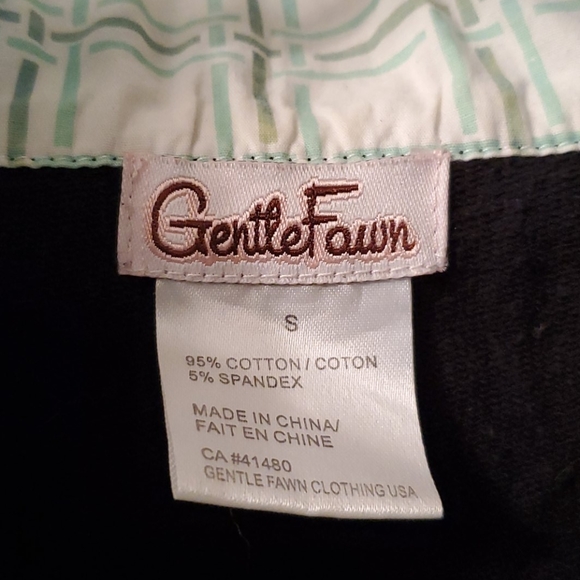 GentleFawn
S
95% COTTON / COTON
5% SPANDEX
MADE IN CHINA/
FAIT EN CHINE
CA #41480
GENTLE FAWN CLOTHING USA